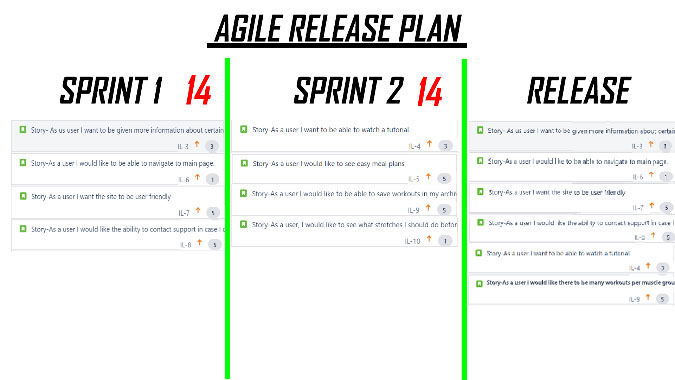 AGILE RELEASE PLAN
SPRINT 1 14
Story- As us user I want to be given more information about certain
IL-3 3
Story-As a user I would like to be able to navigate to main page.
IL-6 1
Story-As a user I want the site to be user friendly
IL-7 5
Story-As a user I would like the ability to contact support in case I
IL-8 5
SPRINT 2 14
Story-As a user I want to be able to watch a tutorial
IL-4 3
Story-As a user I would like to see easy meal plans
IL-5 5
Story-As a user I would like to be able to save workouts in my archi
IL-9 5
Story-As a user, I would like to see what stretches I should do befor
IL-10 1
RELEASE
Story- As us user I want to be given more information about certain
IL-3 3
Story-As a user I would like to be able to navigate to main page.
IL-6 1
Story-As a user I want the site to be user friendly
IL-7 5
Story-As a user I would like the ability to contact support in case I
IL-8 5
Story-As a user I want to be able to watch a tutorial
IL-4 3
Story-As a user I would like there to be many workouts per muscle grou
IL-9 5